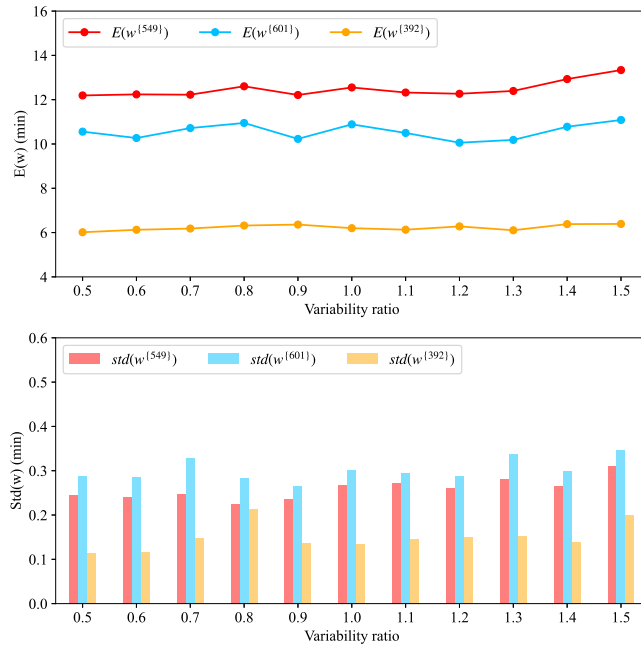 E(w^{549}) E(w^{601}) E(w^{392})
E(w) (min)
16
14
12
10
8
6
4
0.5 0.6 0.7 0.8 0.9 1.0 1.1 1.2 1.3 1.4 1.5
Variability ratio
std(w^{549}) std(w^{601}) std(w^{392})
Std(w) (min)
0.6
0.5
0.4
0.3
0.2
0.1
0.0
0.5 0.6 0.7 0.8 0.9 1.0 1.1 1.2 1.3 1.4 1.5
Variability ratio